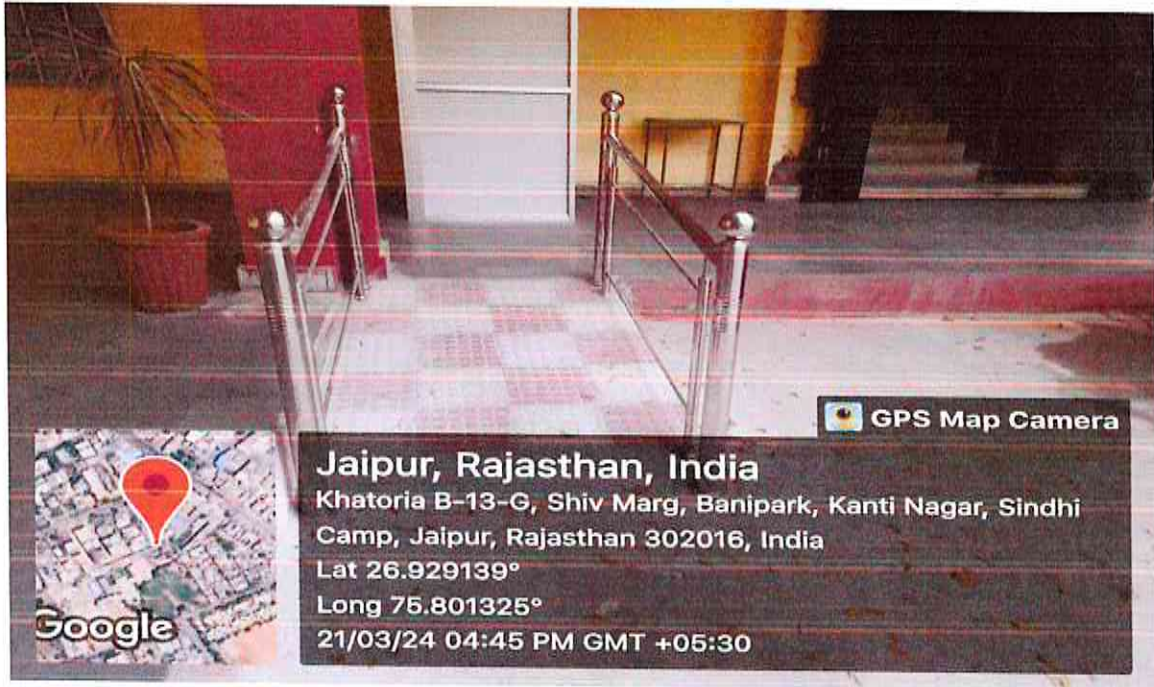 GPS Map Camera
Jaipur, Rajasthan, India
Khatoria B-13-G, Shiv Marg, Banipark, Kanti Nagar, Sindhi
Camp, Jaipur, Rajasthan 302016, India
Lat 26.929139°
Long 75.801325°
21/03/24 04:45 PM GMT +05:30
Google